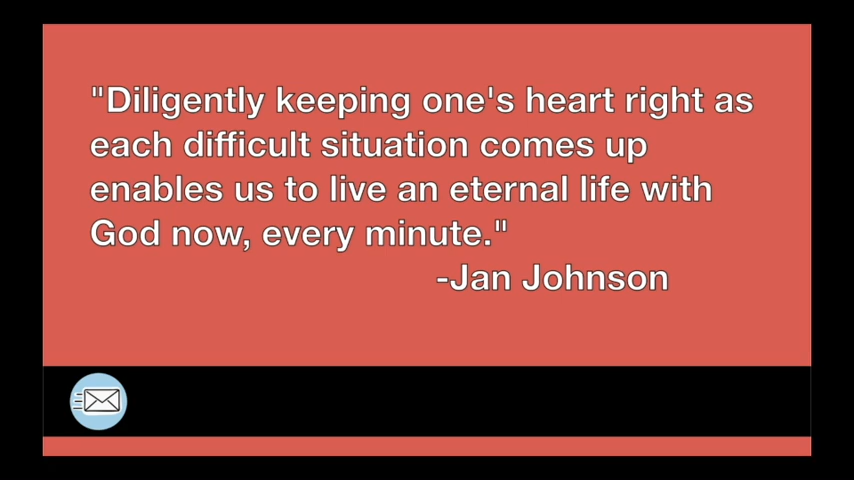 "Diligently keeping one's heart right as
each difficult situation comes up
enables us to live an eternal life with
God now, every minute."
-Jan Johnson